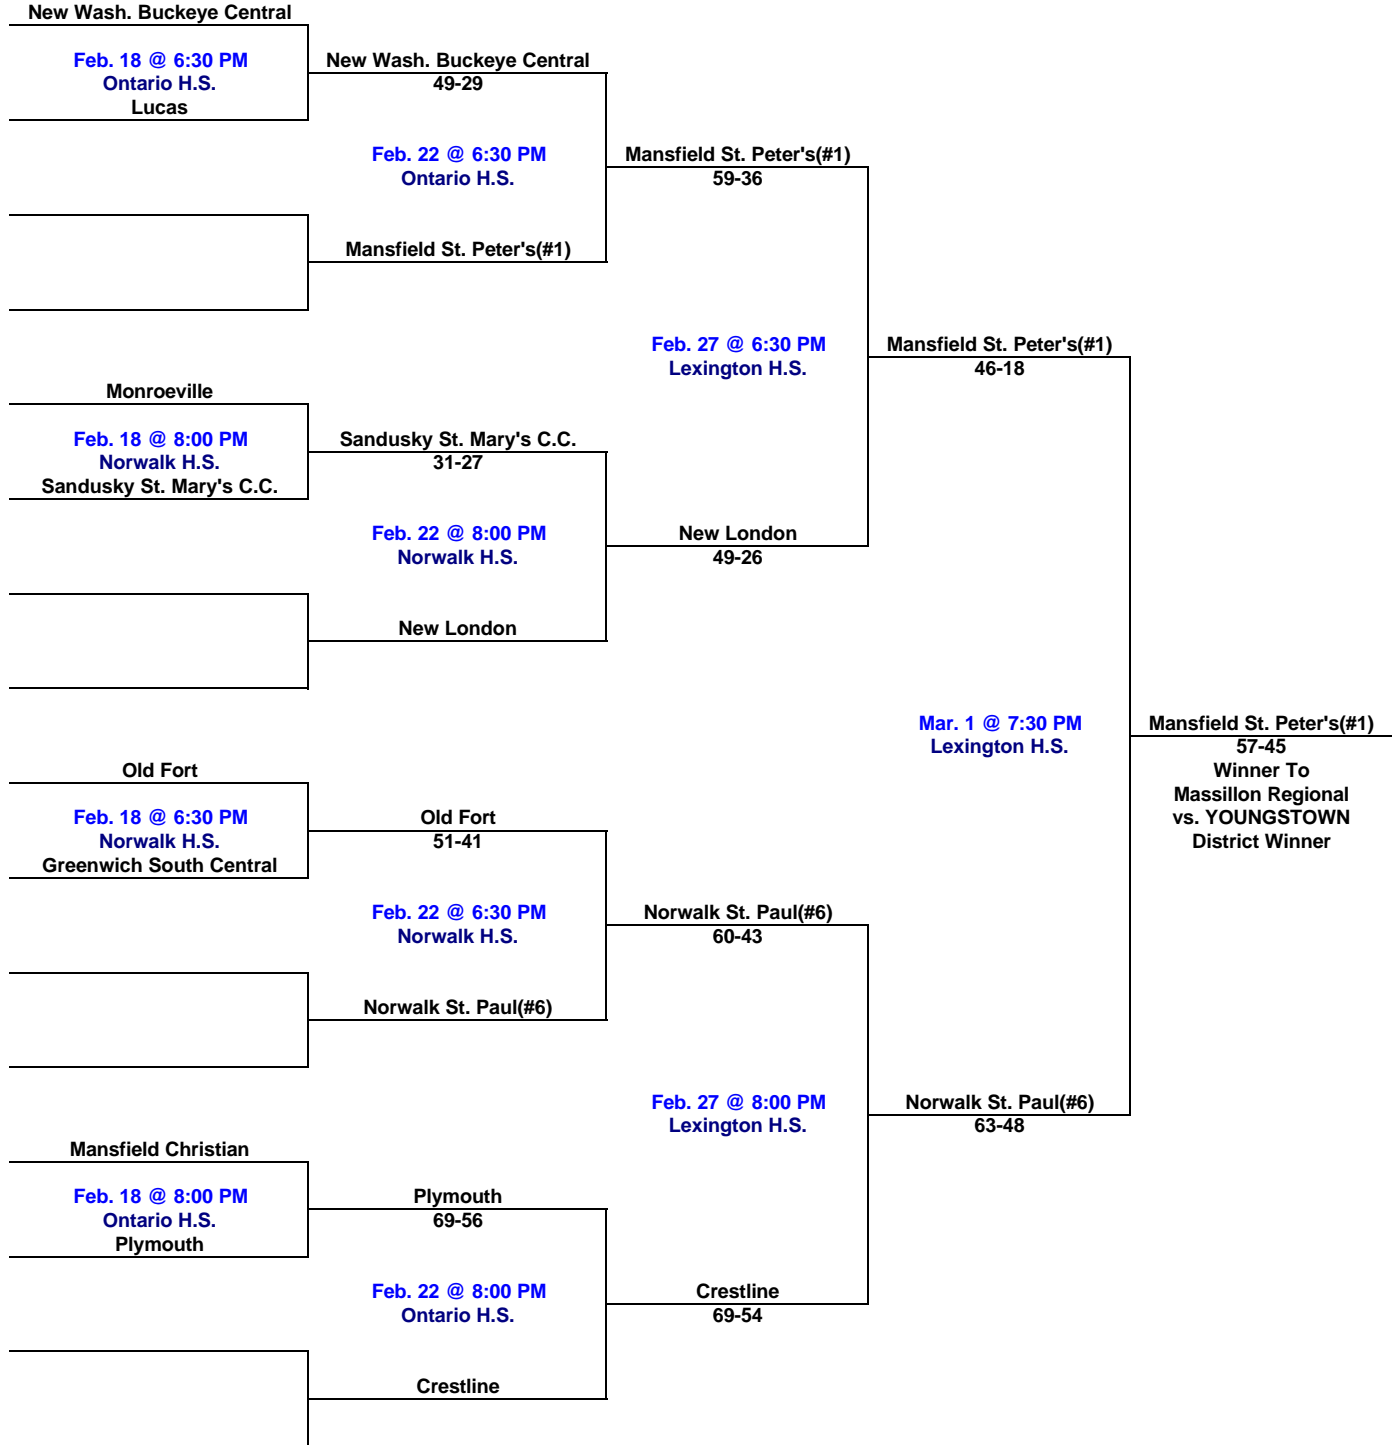 New Wash. Buckeye Central
Feb. 18 @ 6:30 PM
Ontario H.S.
Lucas
New Wash. Buckeye Central
49-29
Feb. 22 @ 6:30 PM
Ontario H.S.
Mansfield St. Peter's(#1)
Mansfield St. Peter's(#1)
59-36
Feb. 27 @ 6:30 PM
Lexington H.S.
Mansfield St. Peter's(#1)
46-18
Monroeville
Feb. 18 @ 8:00 PM
Norwalk H.S.
Sandusky St. Mary's C.C.
Sandusky St. Mary's C.C.
31-27
Feb. 22 @ 8:00 PM
Norwalk H.S.
New London
New London
49-26
Mar. 1 @ 7:30 PM
Lexington H.S.
Mansfield St. Peter's(#1)
57-45
Winner To
Massillon Regional
vs. YOUNGSTOWN
District Winner
Old Fort
Feb. 18 @ 6:30 PM
Norwalk H.S.
Greenwich South Central
Old Fort
51-41
Feb. 22 @ 6:30 PM
Norwalk H.S.
Norwalk St. Paul(#6)
Norwalk St. Paul(#6)
60-43
Feb. 27 @ 8:00 PM
Lexington H.S.
Norwalk St. Paul(#6)
63-48
Mansfield Christian
Feb. 18 @ 8:00 PM
Ontario H.S.
Plymouth
Plymouth
69-56
Feb. 22 @ 8:00 PM
Ontario H.S.
Crestline
Crestline
69-54